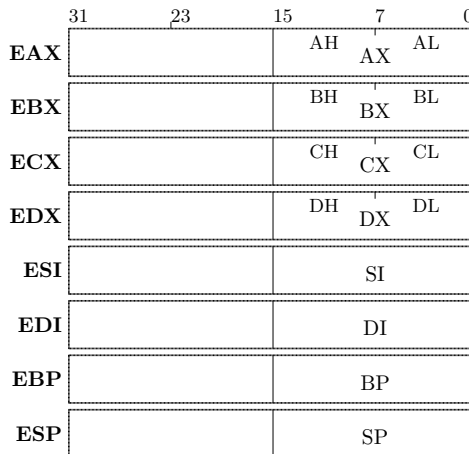 31 23 15 7 0
AH AL
EAX AX
BH BL
EBX BX
CH CL
ECX CX
DH DL
EDX DX
ESI SI
EDI DI
EBP BP
ESP SP